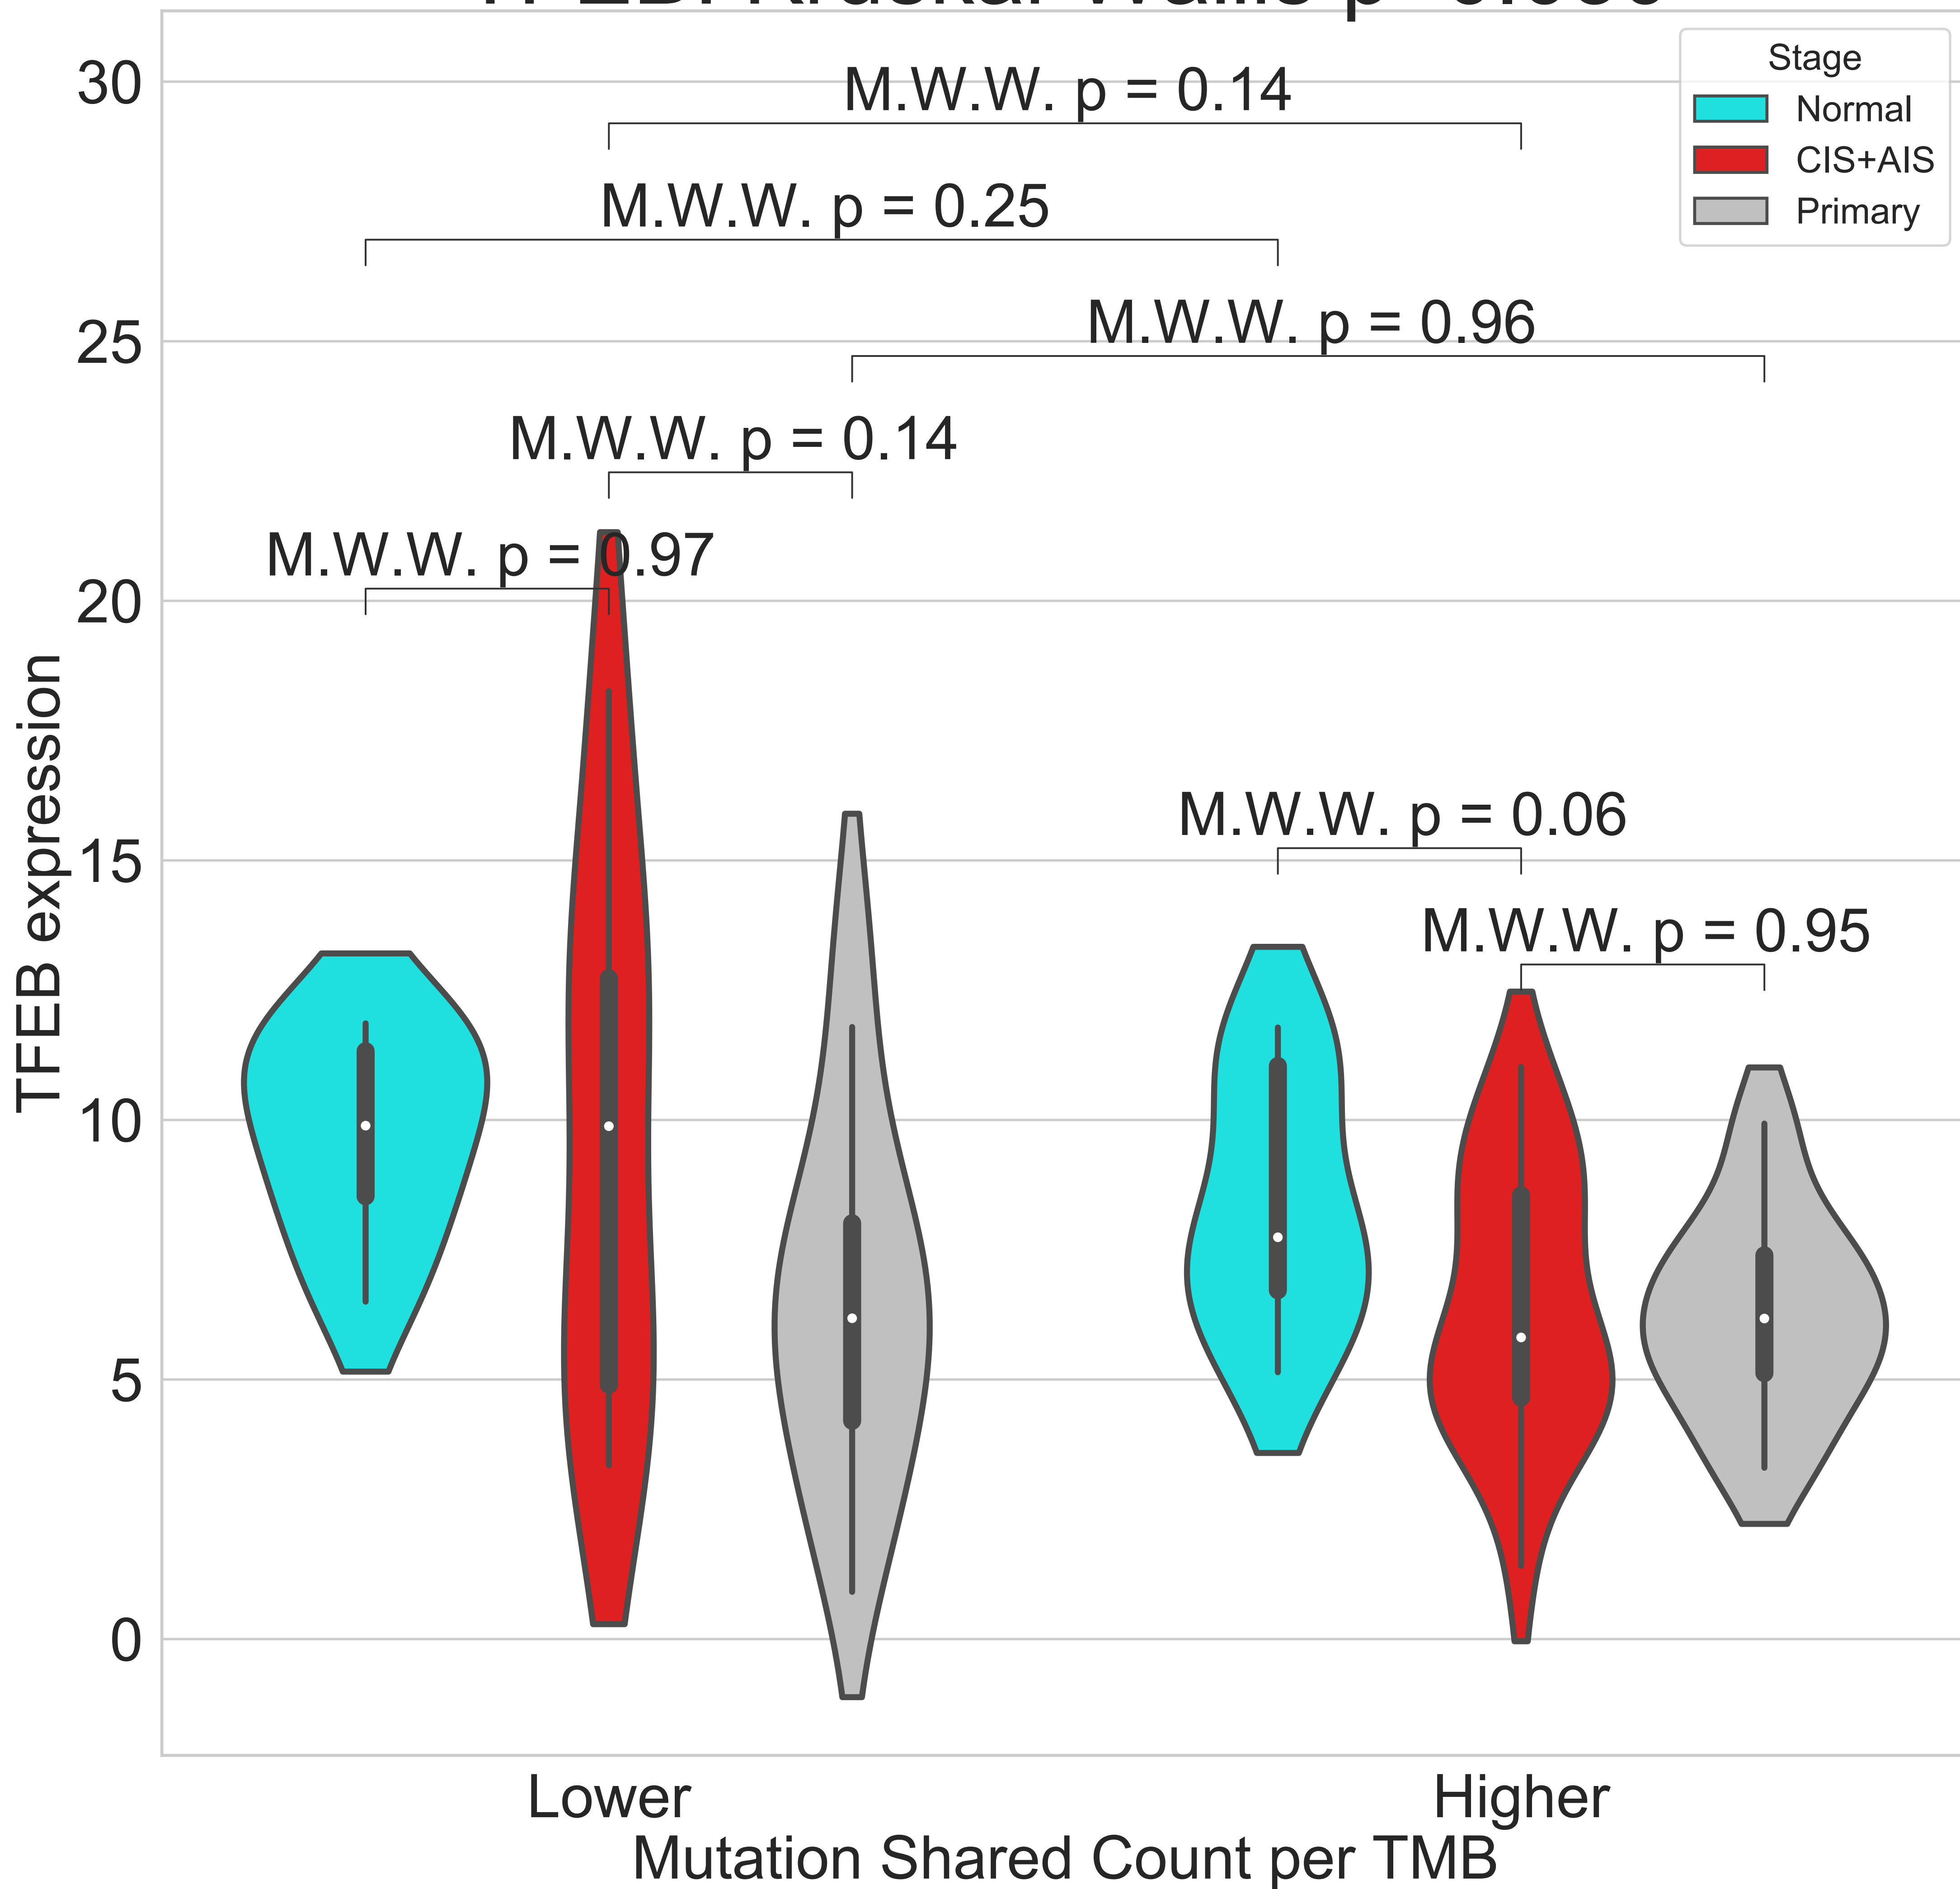 M.W.W. p = 0.14
M.W.W. p = 0.25
M.W.W. p = 0.96
M.W.W. p = 0.14
M.W.W. p = 0.97
M.W.W. p = 0.06
M.W.W. p = 0.95
Stage
Normal
CIS+AIS
Primary
30
25
20
15
10
5
0
TFEB expression
Lower
Higher
Mutation Shared Count per TMB